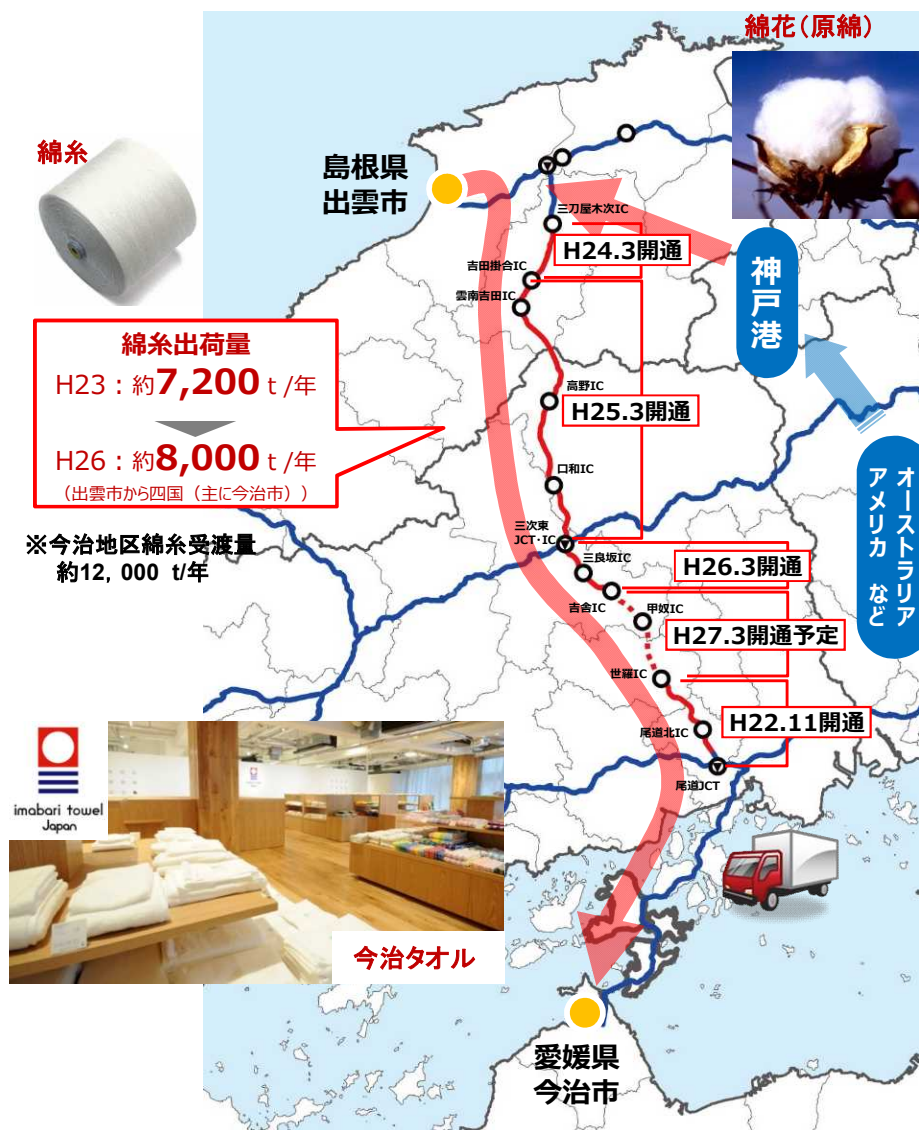 綿花（原綿）
綿糸
島根県
出雲市
三刀屋木次IC
H24.3開通
吉田掛合IC
雲南吉田IC
神戸港
綿糸出荷量
H23：約7,200ｔ/年
H26：約8,000ｔ/年
（出雲市から四国（主に今治市））
高野IC
H25.3開通
口和IC
オーストラリア
アメリカ　など
※今治地区綿糸受渡量
約12，000 t/年
三次東
JCT・IC
三良坂IC
H26.3開通
吉舎IC
甲奴IC
H27.3開通予定
世羅IC
H22.11開通
尾道北IC
尾道JCT
imabari towel
Japan
今治タオル
愛媛県
今治市